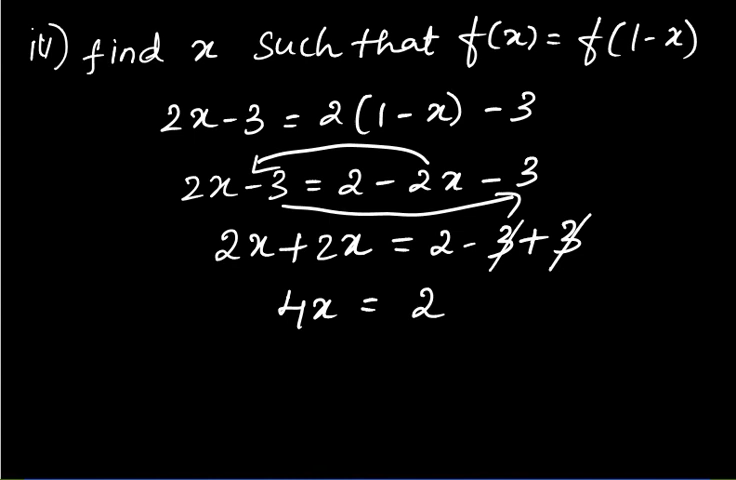 iv) find x such that f(x) = f(1-x)
2x-3 = 2(1-x) -3
2x-3 = 2-2x-3
2x+2x = 2-3+3
4x = 2